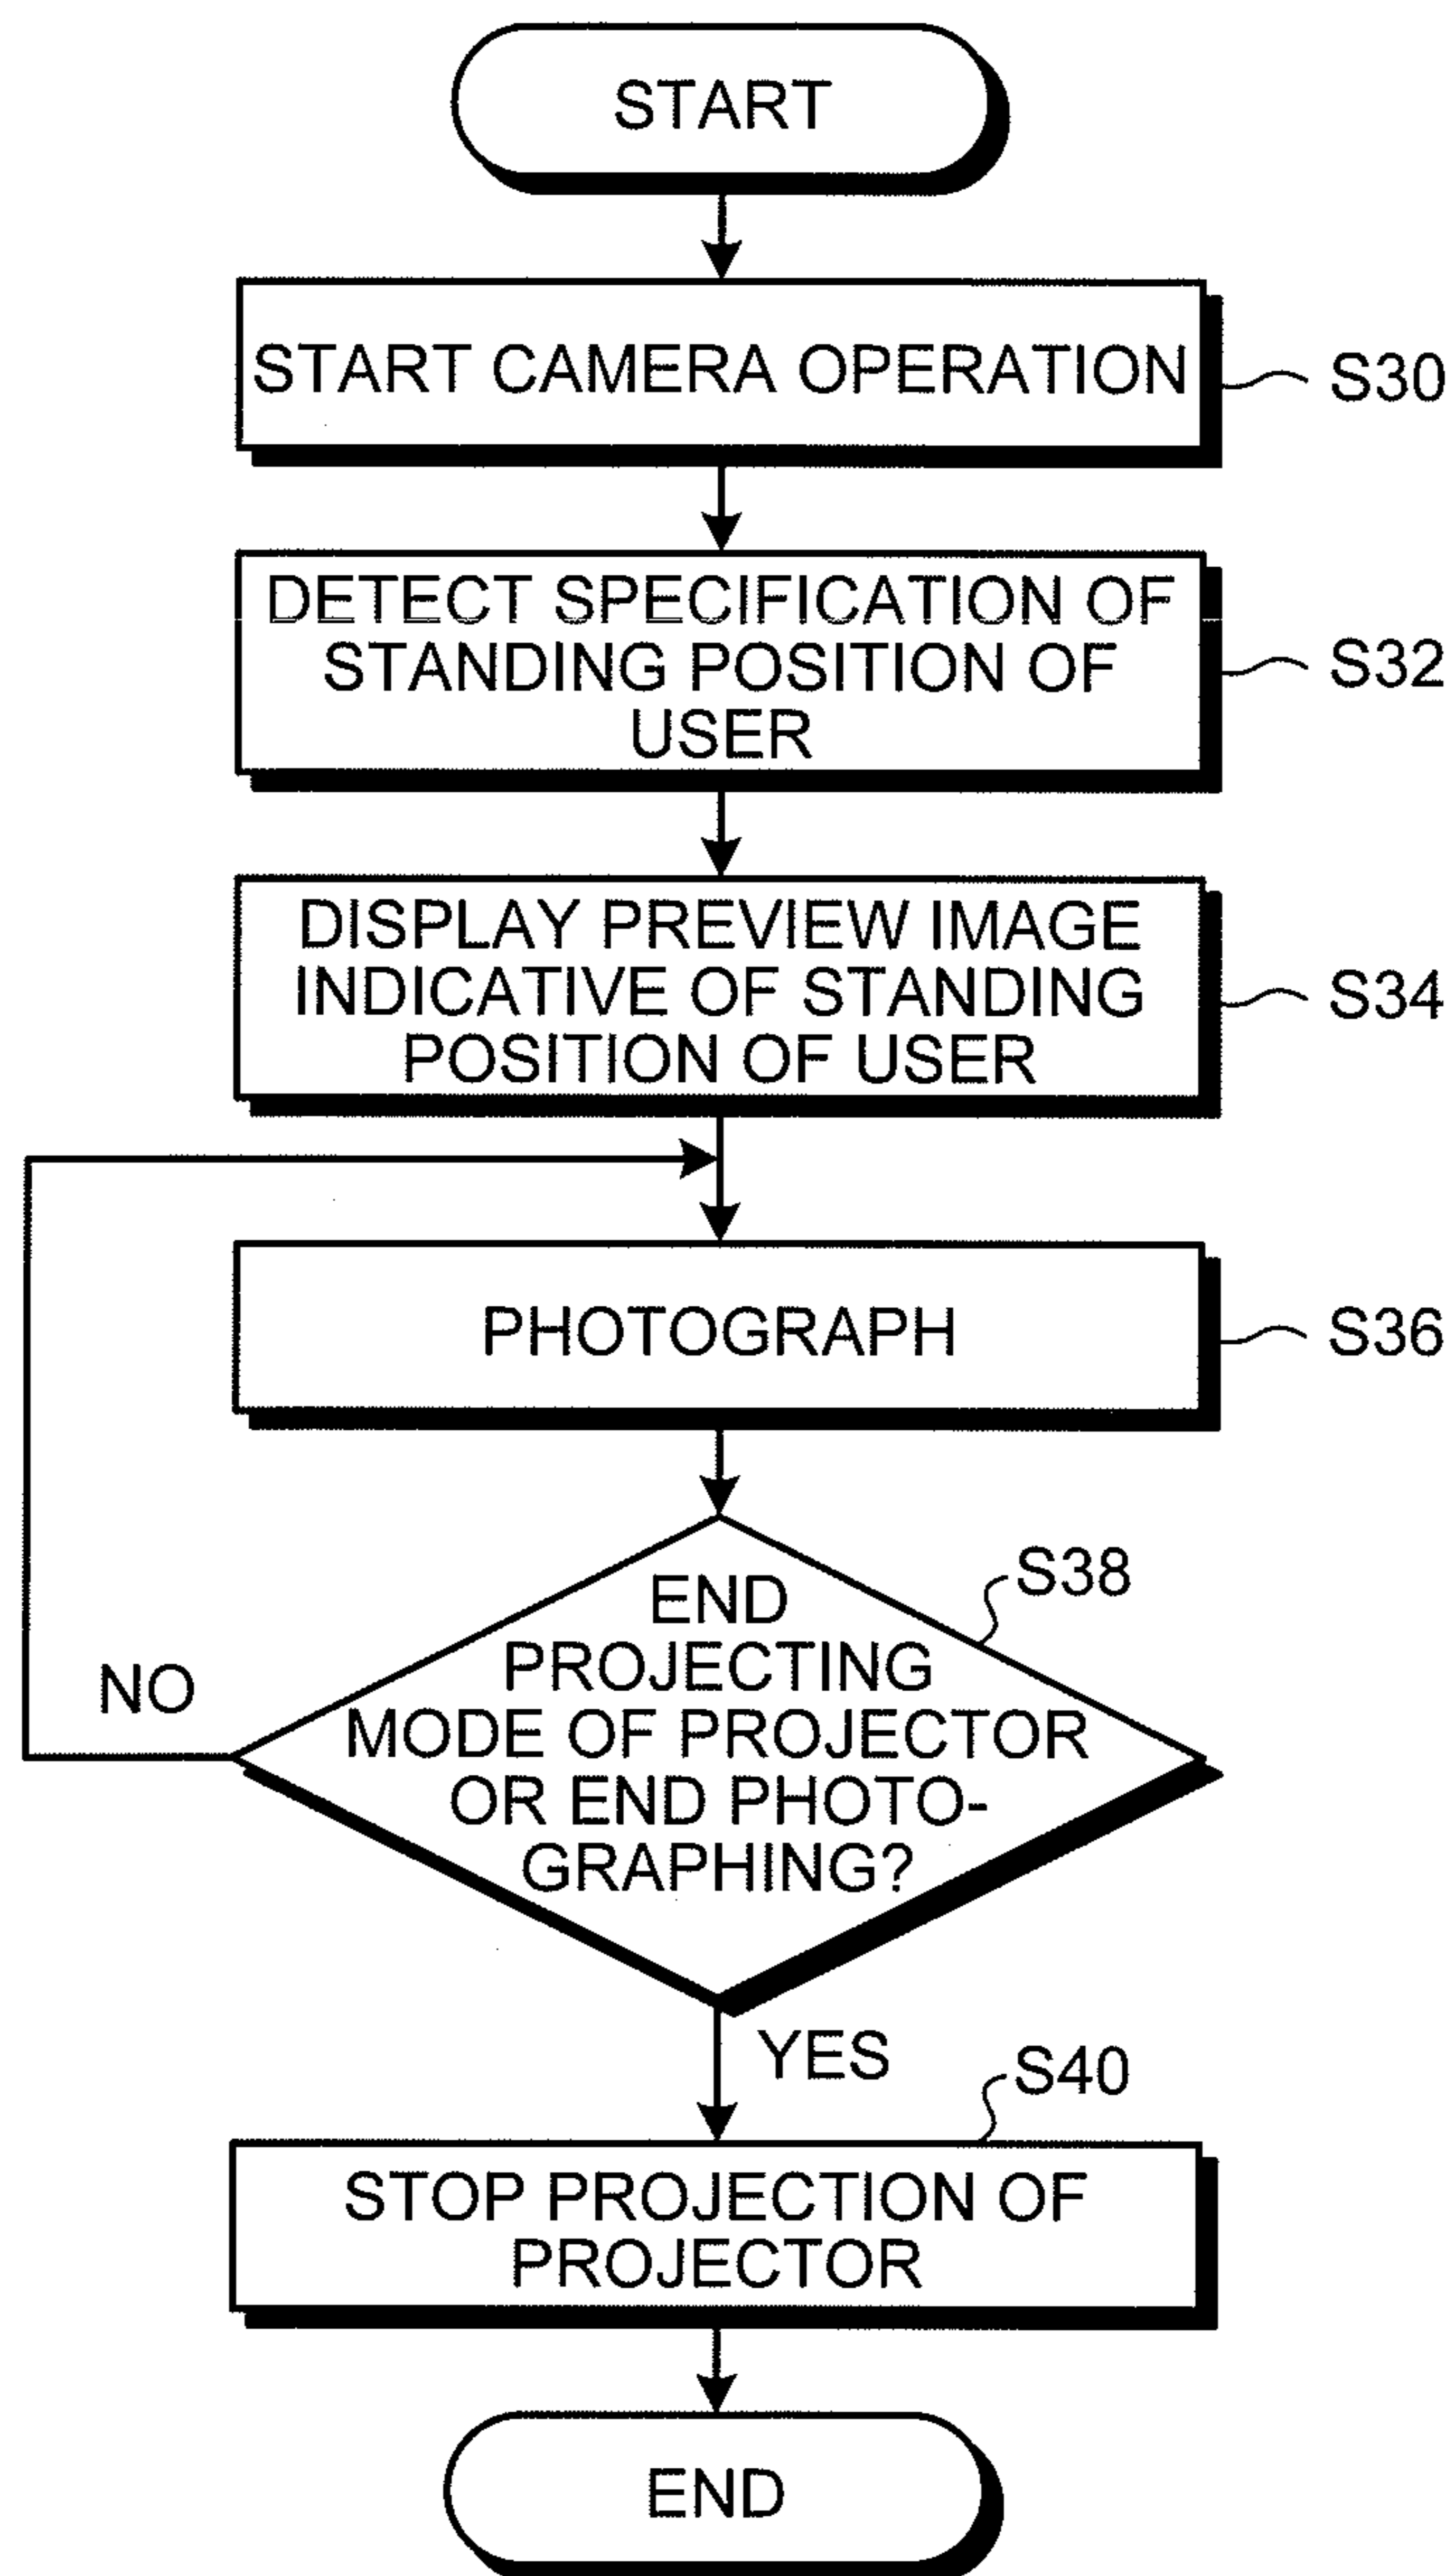 START
START CAMERA OPERATION
S30
DETECT SPECIFICATION OF
STANDING POSITION OF
USER
S32
DISPLAY PREVIEW IMAGE
INDICATIVE OF STANDING
POSITION OF USER
S34
PHOTOGRAPH
S36
S38
END
PROJECTING
MODE OF PROJECTOR
OR END PHOTO-
GRAPHING?
NO
YES
S40
STOP PROJECTION OF
PROJECTOR
END